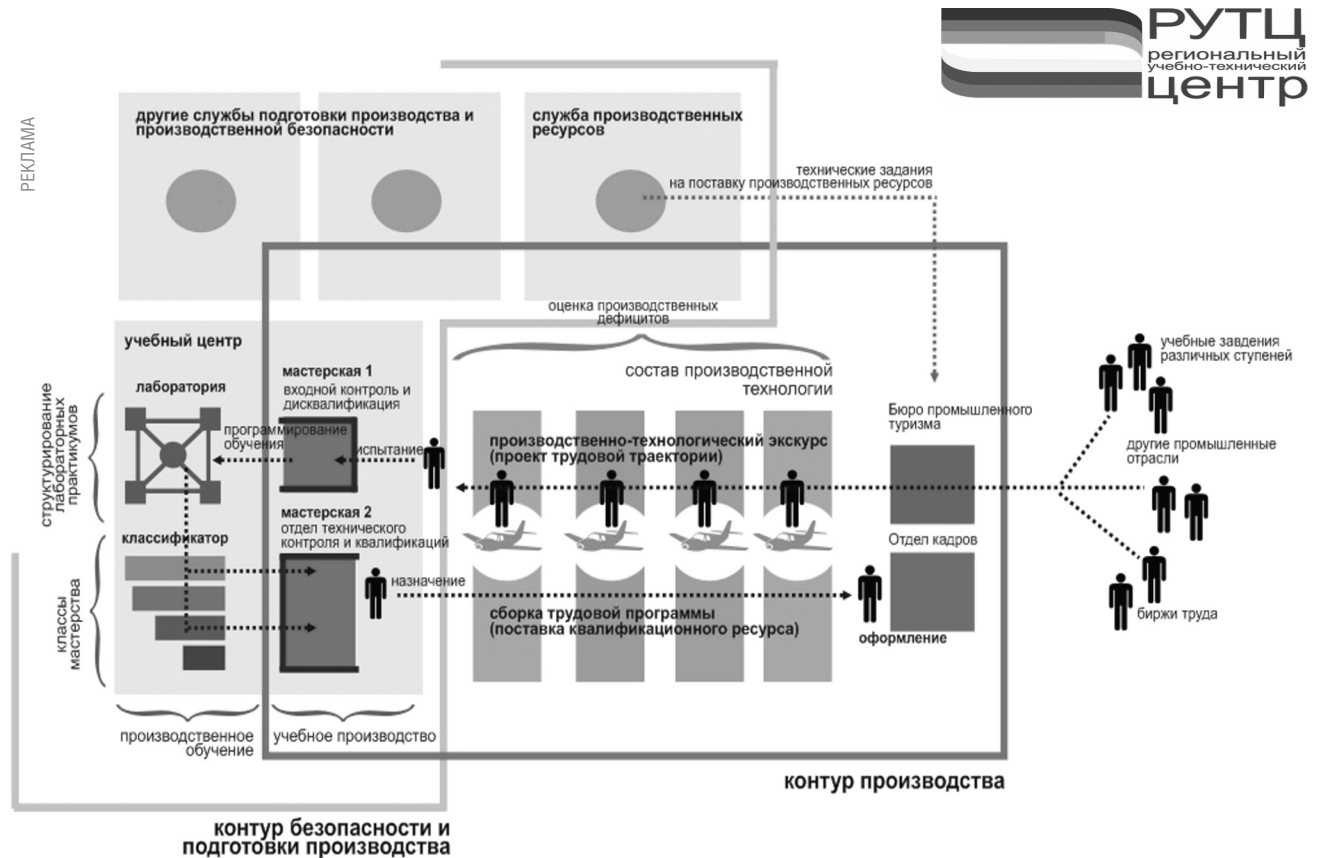 РУТЦ
региональный
учебно-технический
центр
РЕКЛАМА
другие службы подготовки производства и
производственной безопасности
служба производственных
ресурсов
технические задания
на поставку производственных ресурсов
оценка производственных
дефицитов
учебный центр
лаборатория
мастерская 1
входной контроль и
дисквалификация
программирование
обучения
испытание
структурирование
лабораторных
практикумов
состав производственной
технологии
производственно-технологический экскурс
(проект трудовой траектории)
Бюро промышленного
туризма
учебные завдения
различных ступеней
другие промышленные
отрасли
биржи труда
мастерская 2
отдел технического
контроля и квалификаций
классификатор
классы
мастерства
назначение
сборка трудовой программы
(поставка квалификационного ресурса)
Отдел кадров
оформление
производственное
обучение
учебное производство
контур производства
контур безопасности и
подготовки производства